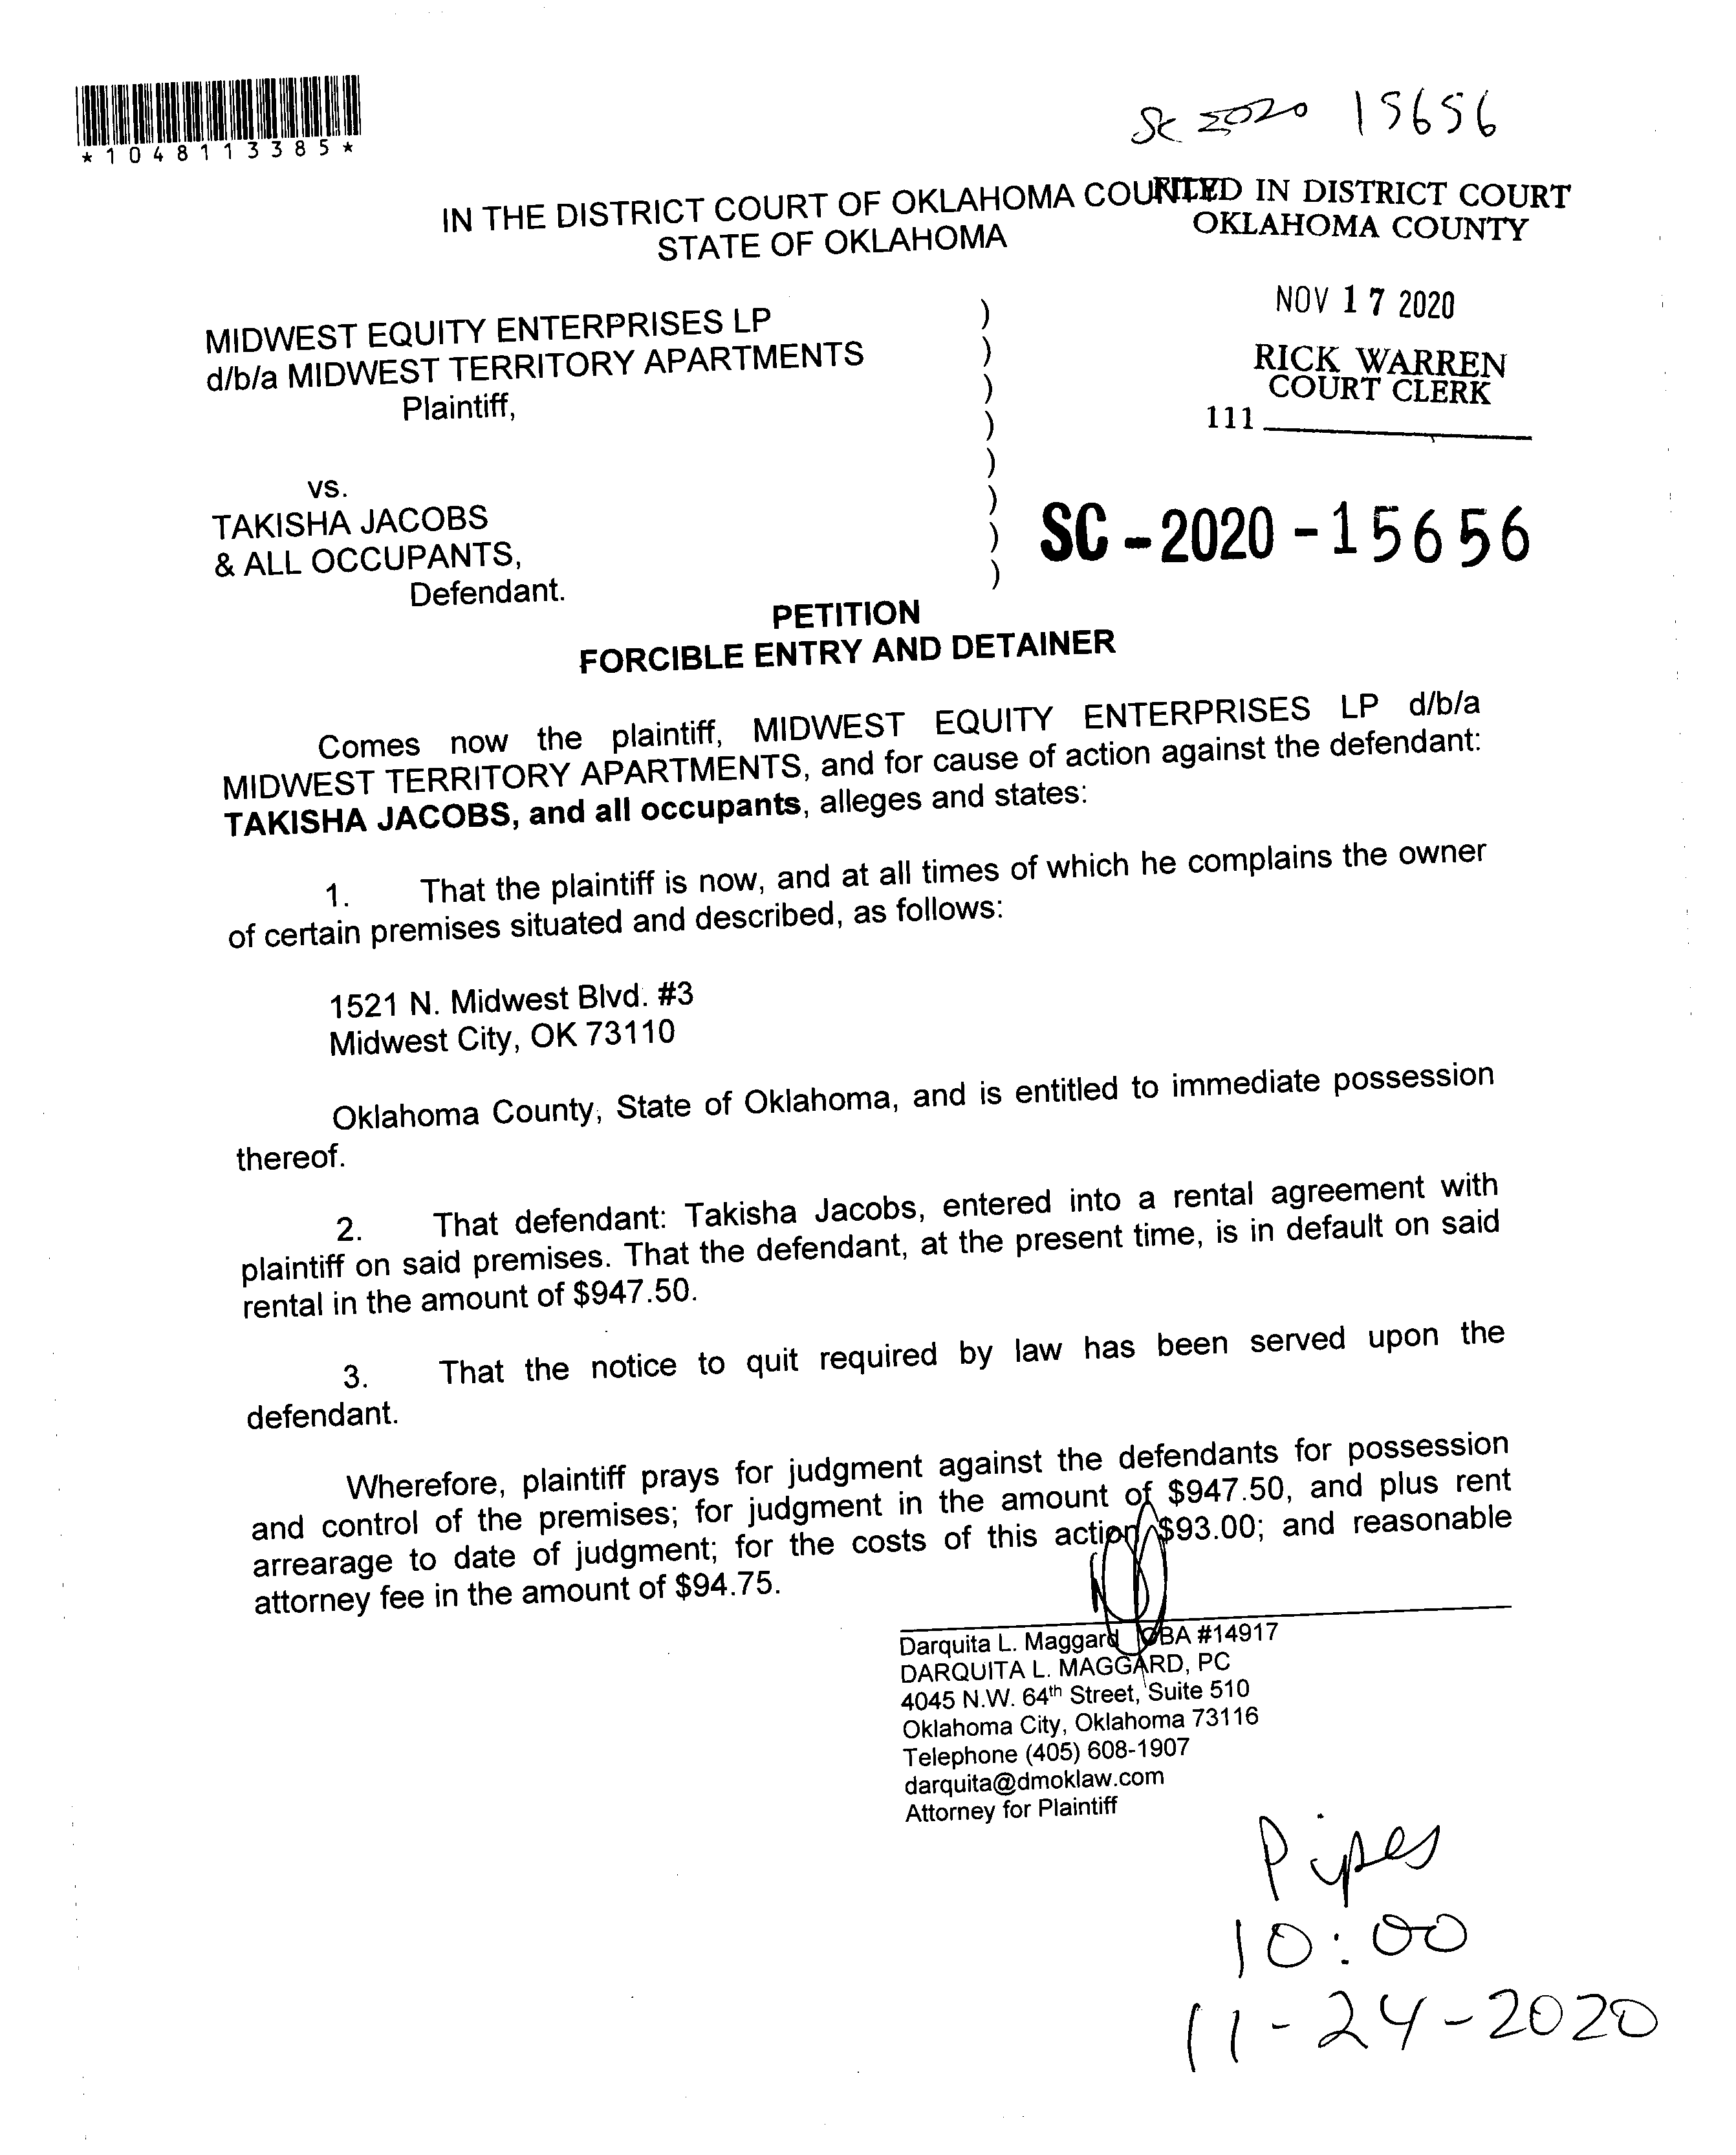 *1048113385*
SC 2020 15656
IN THE DISTRICT COURT OF OKLAHOMA COUNTY
STATE OF OKLAHOMA
FILED IN DISTRICT COURT
OKLAHOMA COUNTY
NOV 17 2020
RICK WARREN
COURT CLERK
111
MIDWEST EQUITY ENTERPRISES LP )
d/b/a MIDWEST TERRITORY APARTMENTS )
Plaintiff, )
)
)
vs. )
TAKISHA JACOBS )
& ALL OCCUPANTS, )
Defendant.
SC-2020-15656
PETITION
FORCIBLE ENTRY AND DETAINER
Comes now the plaintiff, MIDWEST EQUITY ENTERPRISES LP d/b/a
MIDWEST TERRITORY APARTMENTS, and for cause of action against the defendant:
TAKISHA JACOBS, and all occupants, alleges and states:
1. That the plaintiff is now, and at all times of which he complains the owner
of certain premises situated and described, as follows:
1521 N. Midwest Blvd. #3
Midwest City, OK 73110
Oklahoma County, State of Oklahoma, and is entitled to immediate possession
thereof.
2. That defendant: Takisha Jacobs, entered into a rental agreement with
plaintiff on said premises. That the defendant, at the present time, is in default on said
rental in the amount of $947.50.
3. That the notice to quit required by law has been served upon the
defendant.
Wherefore, plaintiff prays for judgment against the defendants for possession
and control of the premises; for judgment in the amount of $947.50, and plus rent
arrearage to date of judgment; for the costs of this action $93.00; and reasonable
attorney fee in the amount of $94.75.
Darquita L. Maggard OBA #14917
DARQUITA L. MAGGARD, PC
4045 N.W. 64th Street, Suite 510
Oklahoma City, Oklahoma 73116
Telephone (405) 608-1907
darquita@dmoklaw.com
Attorney for Plaintiff
Pipes
10:00
11-24-2020